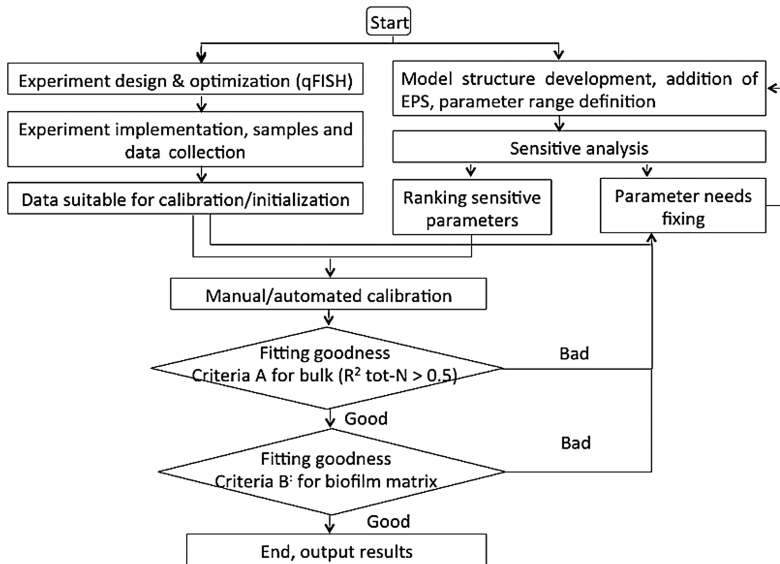 Start
Experiment design & optimization (qFISH)
Experiment implementation, samples and
data collection
Data suitable for calibration/initialization
Model structure development, addition of
EPS, parameter range definition
Sensitive analysis
Ranking sensitive
parameters
Parameter needs
fixing
Manual/automated calibration
Fitting goodness
Criteria A for bulk (R² tot-N > 0.5)
Bad
Good
Fitting goodness
Criteria B: for biofilm matrix
Bad
Good
End, output results